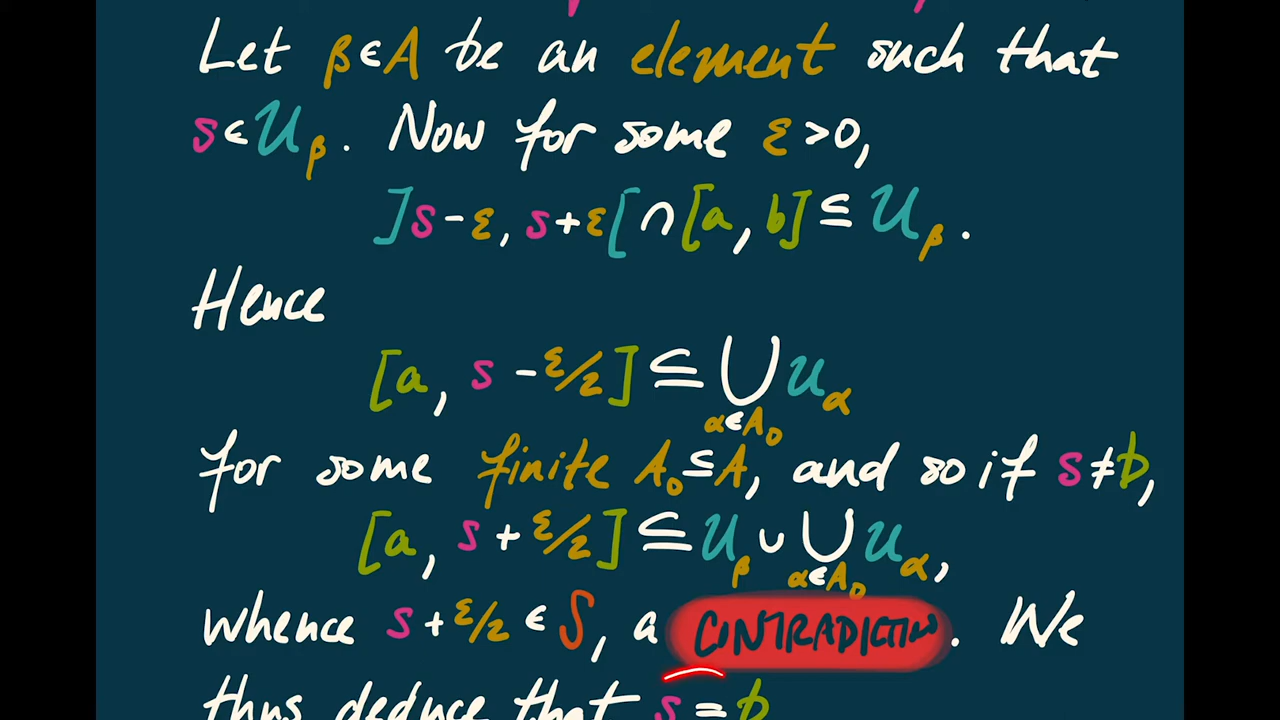 Let β∈A be an element such that
s∈U_β. Now for some ε>0,
]s-ε, s+ε[ ∩ [a, b] ⊆ U_β.
Hence
[a, s-ε/2] ⊆ ⋃_{α∈A_0} U_α
for some finite A_0⊆A, and so if s≠b,
[a, s+ε/2] ⊆ U_β ∪ ⋃_{α∈A_0} U_α,
whence s+ε/2 ∈ S, a CONTRADICTION. We
thus deduce that s=b